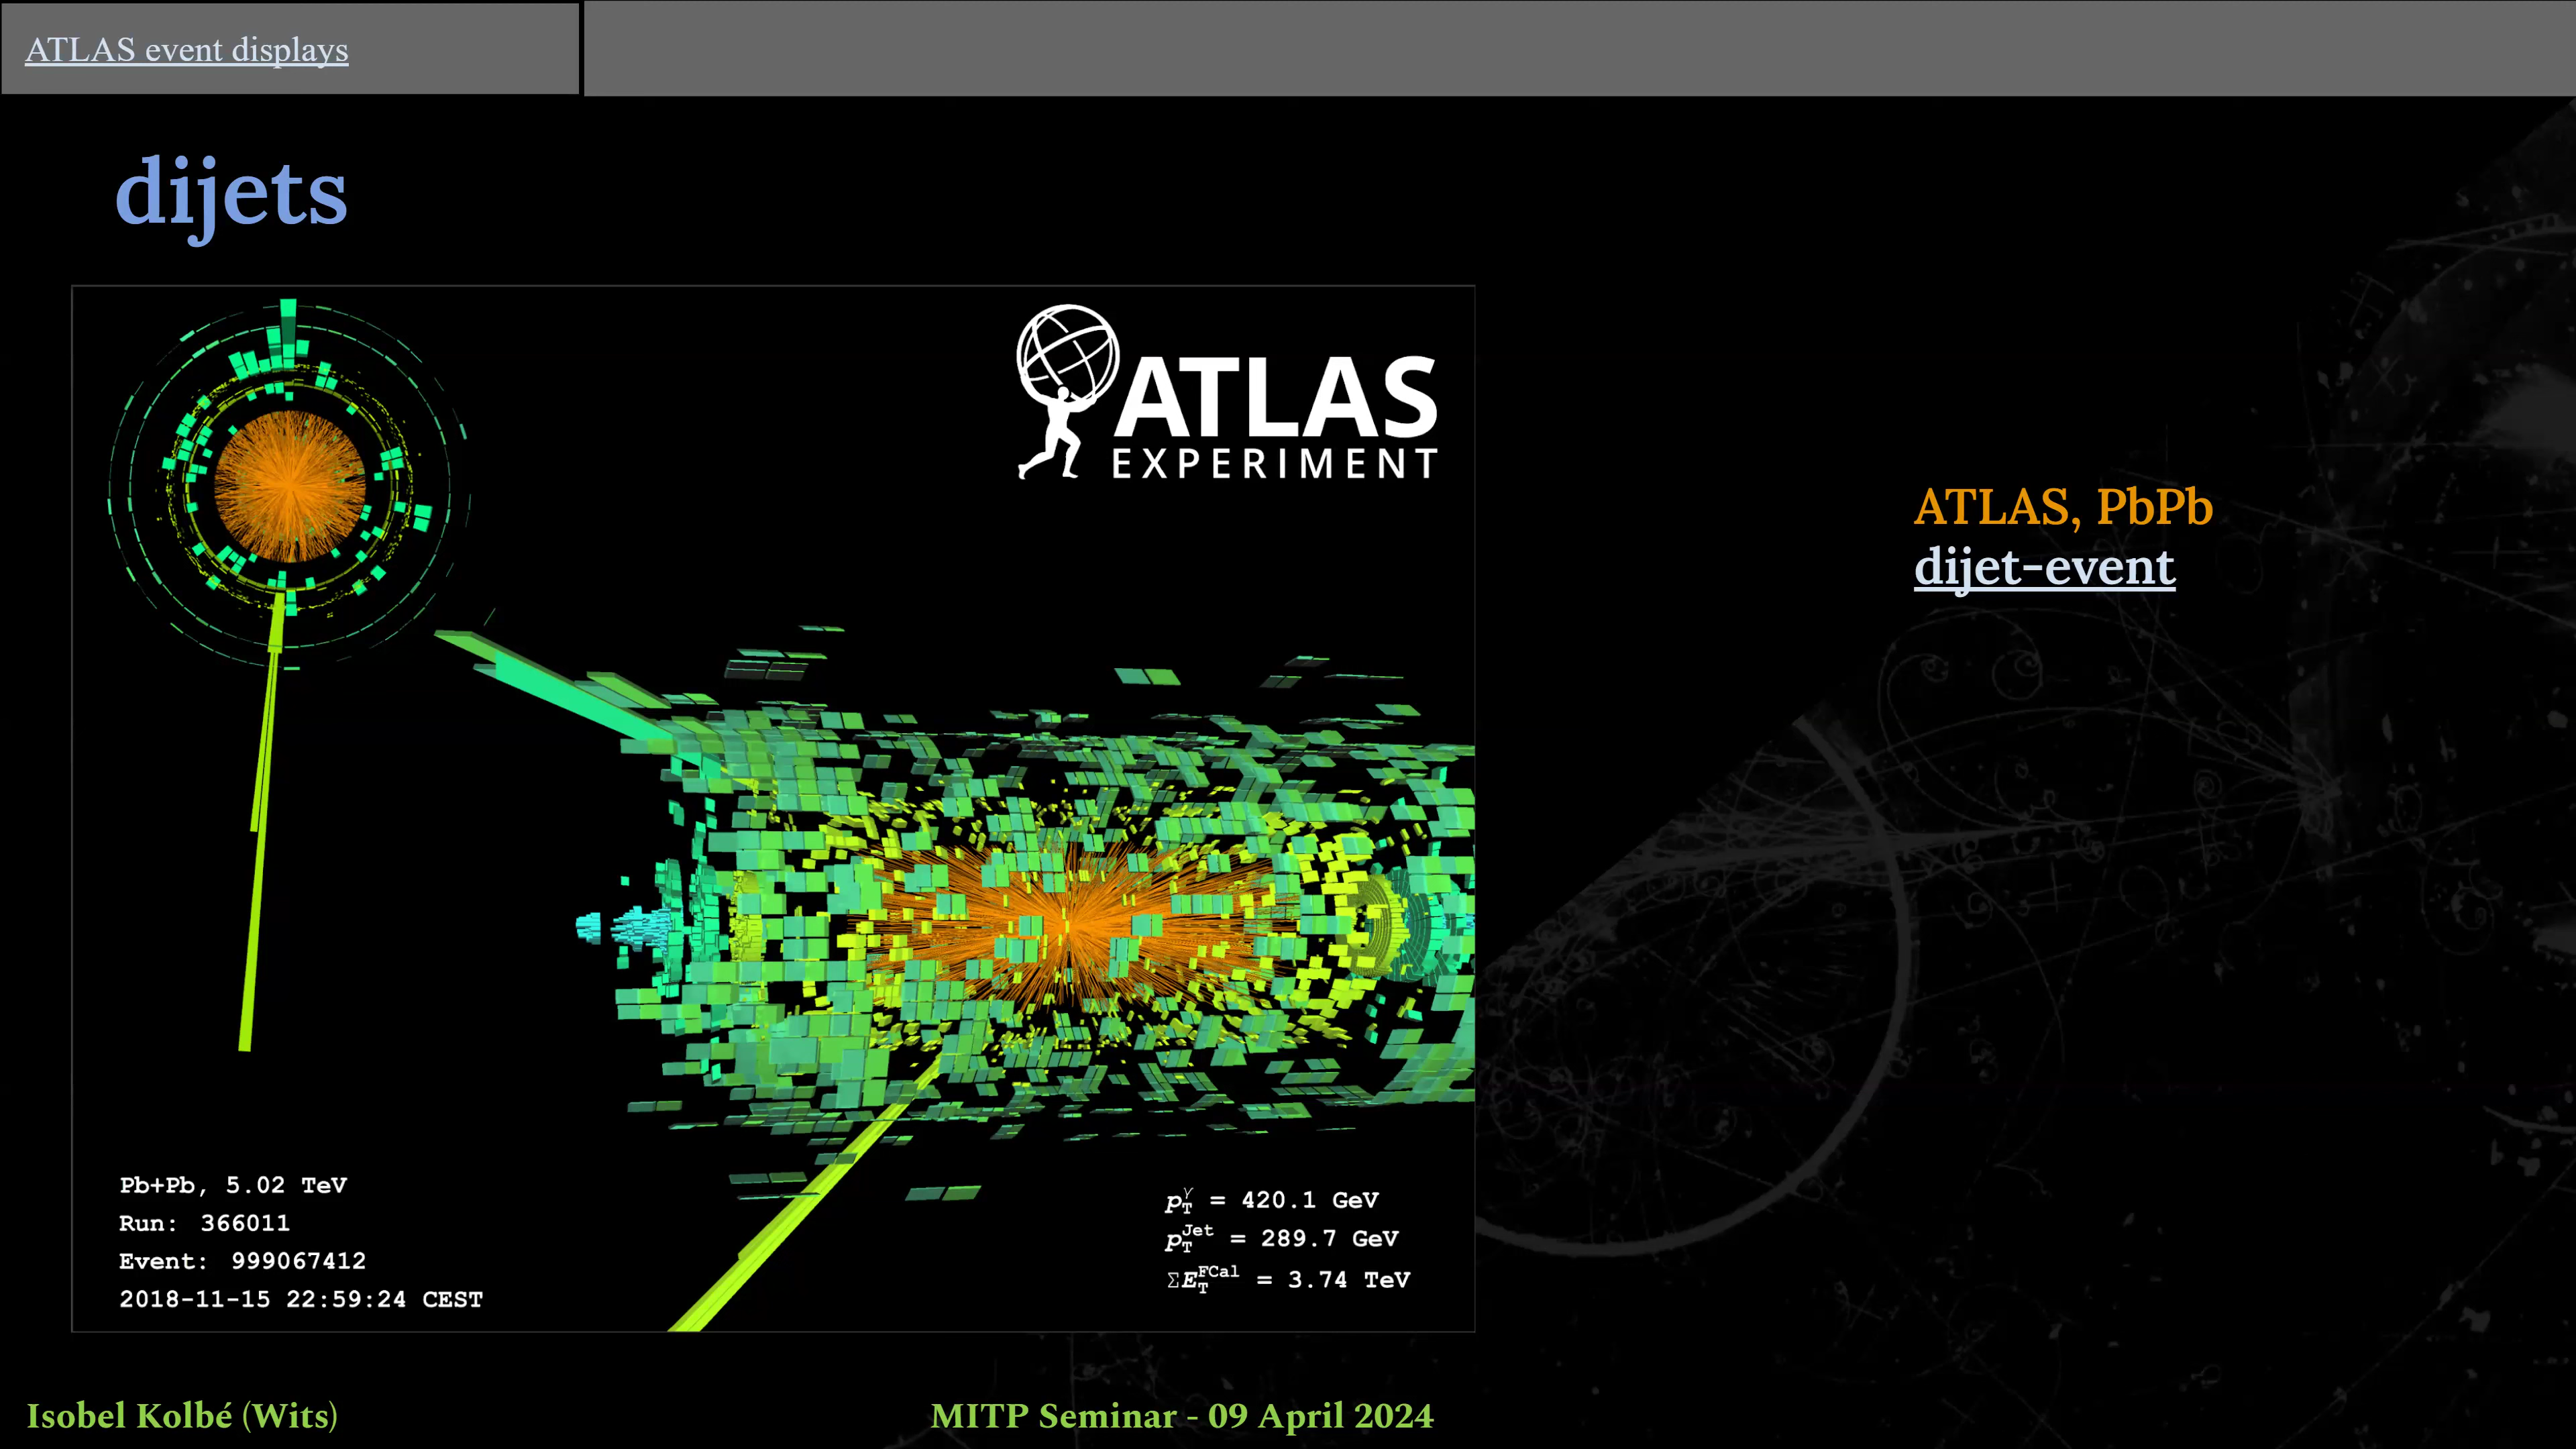 ATLAS event displays
dijets
ATLAS
EXPERIMENT
ATLAS, PbPb
dijet-event
Pb+Pb, 5.02 TeV
Run: 366011
Event: 999067412
2018-11-15 22:59:24 CEST
p_T^γ = 420.1 GeV
p_T^Jet = 289.7 GeV
ΣE_T^FCal = 3.74 TeV
Isobel Kolbé (Wits)
MITP Seminar - 09 April 2024